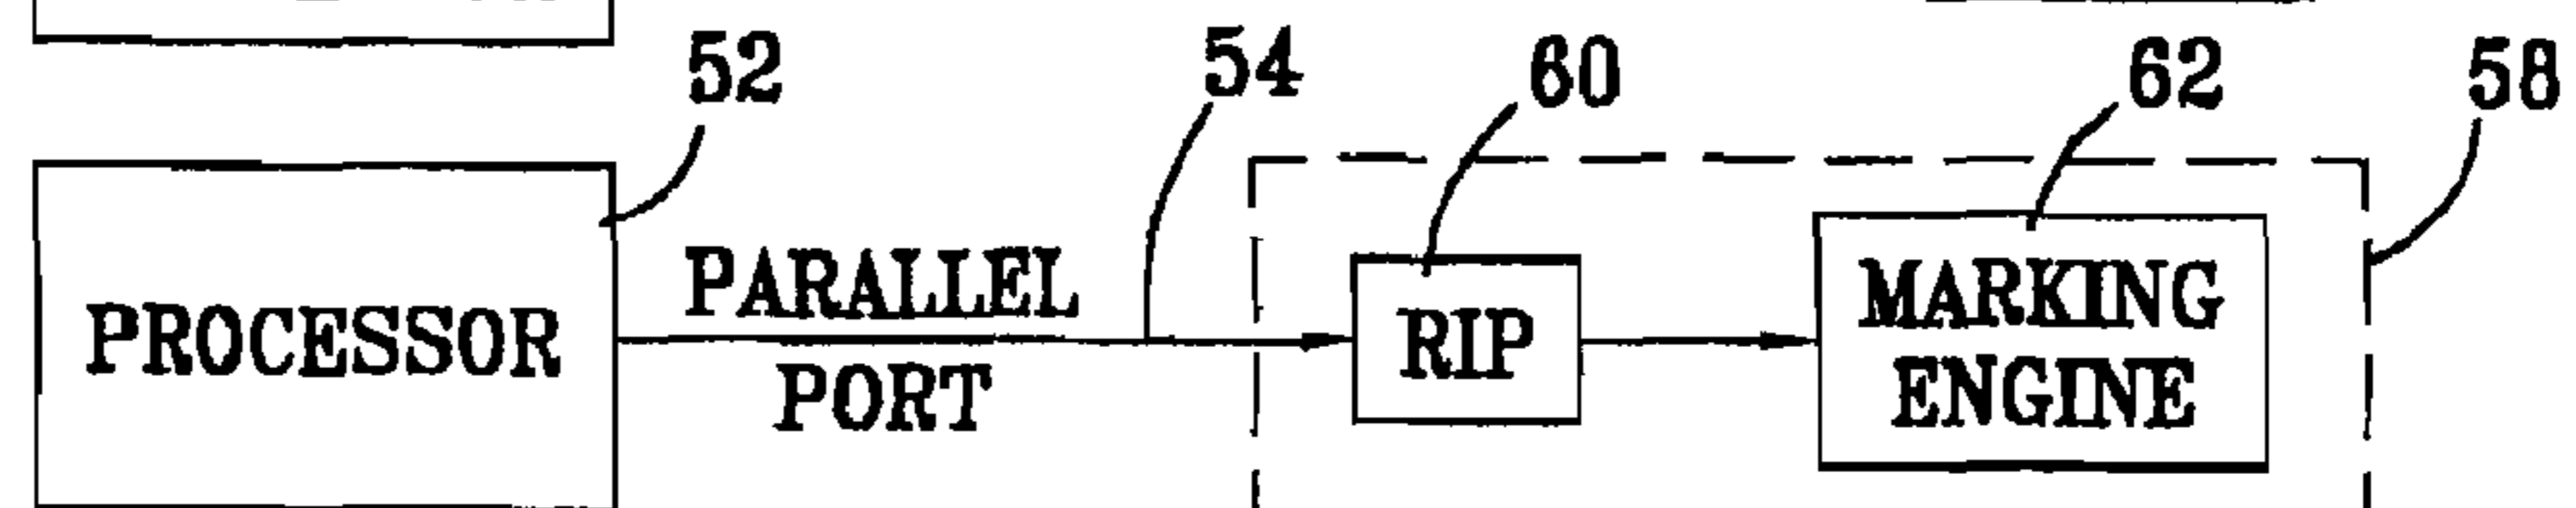 52
54
60
62
58
PROCESSOR
PARALLEL
PORT
RIP
MARKING
ENGINE